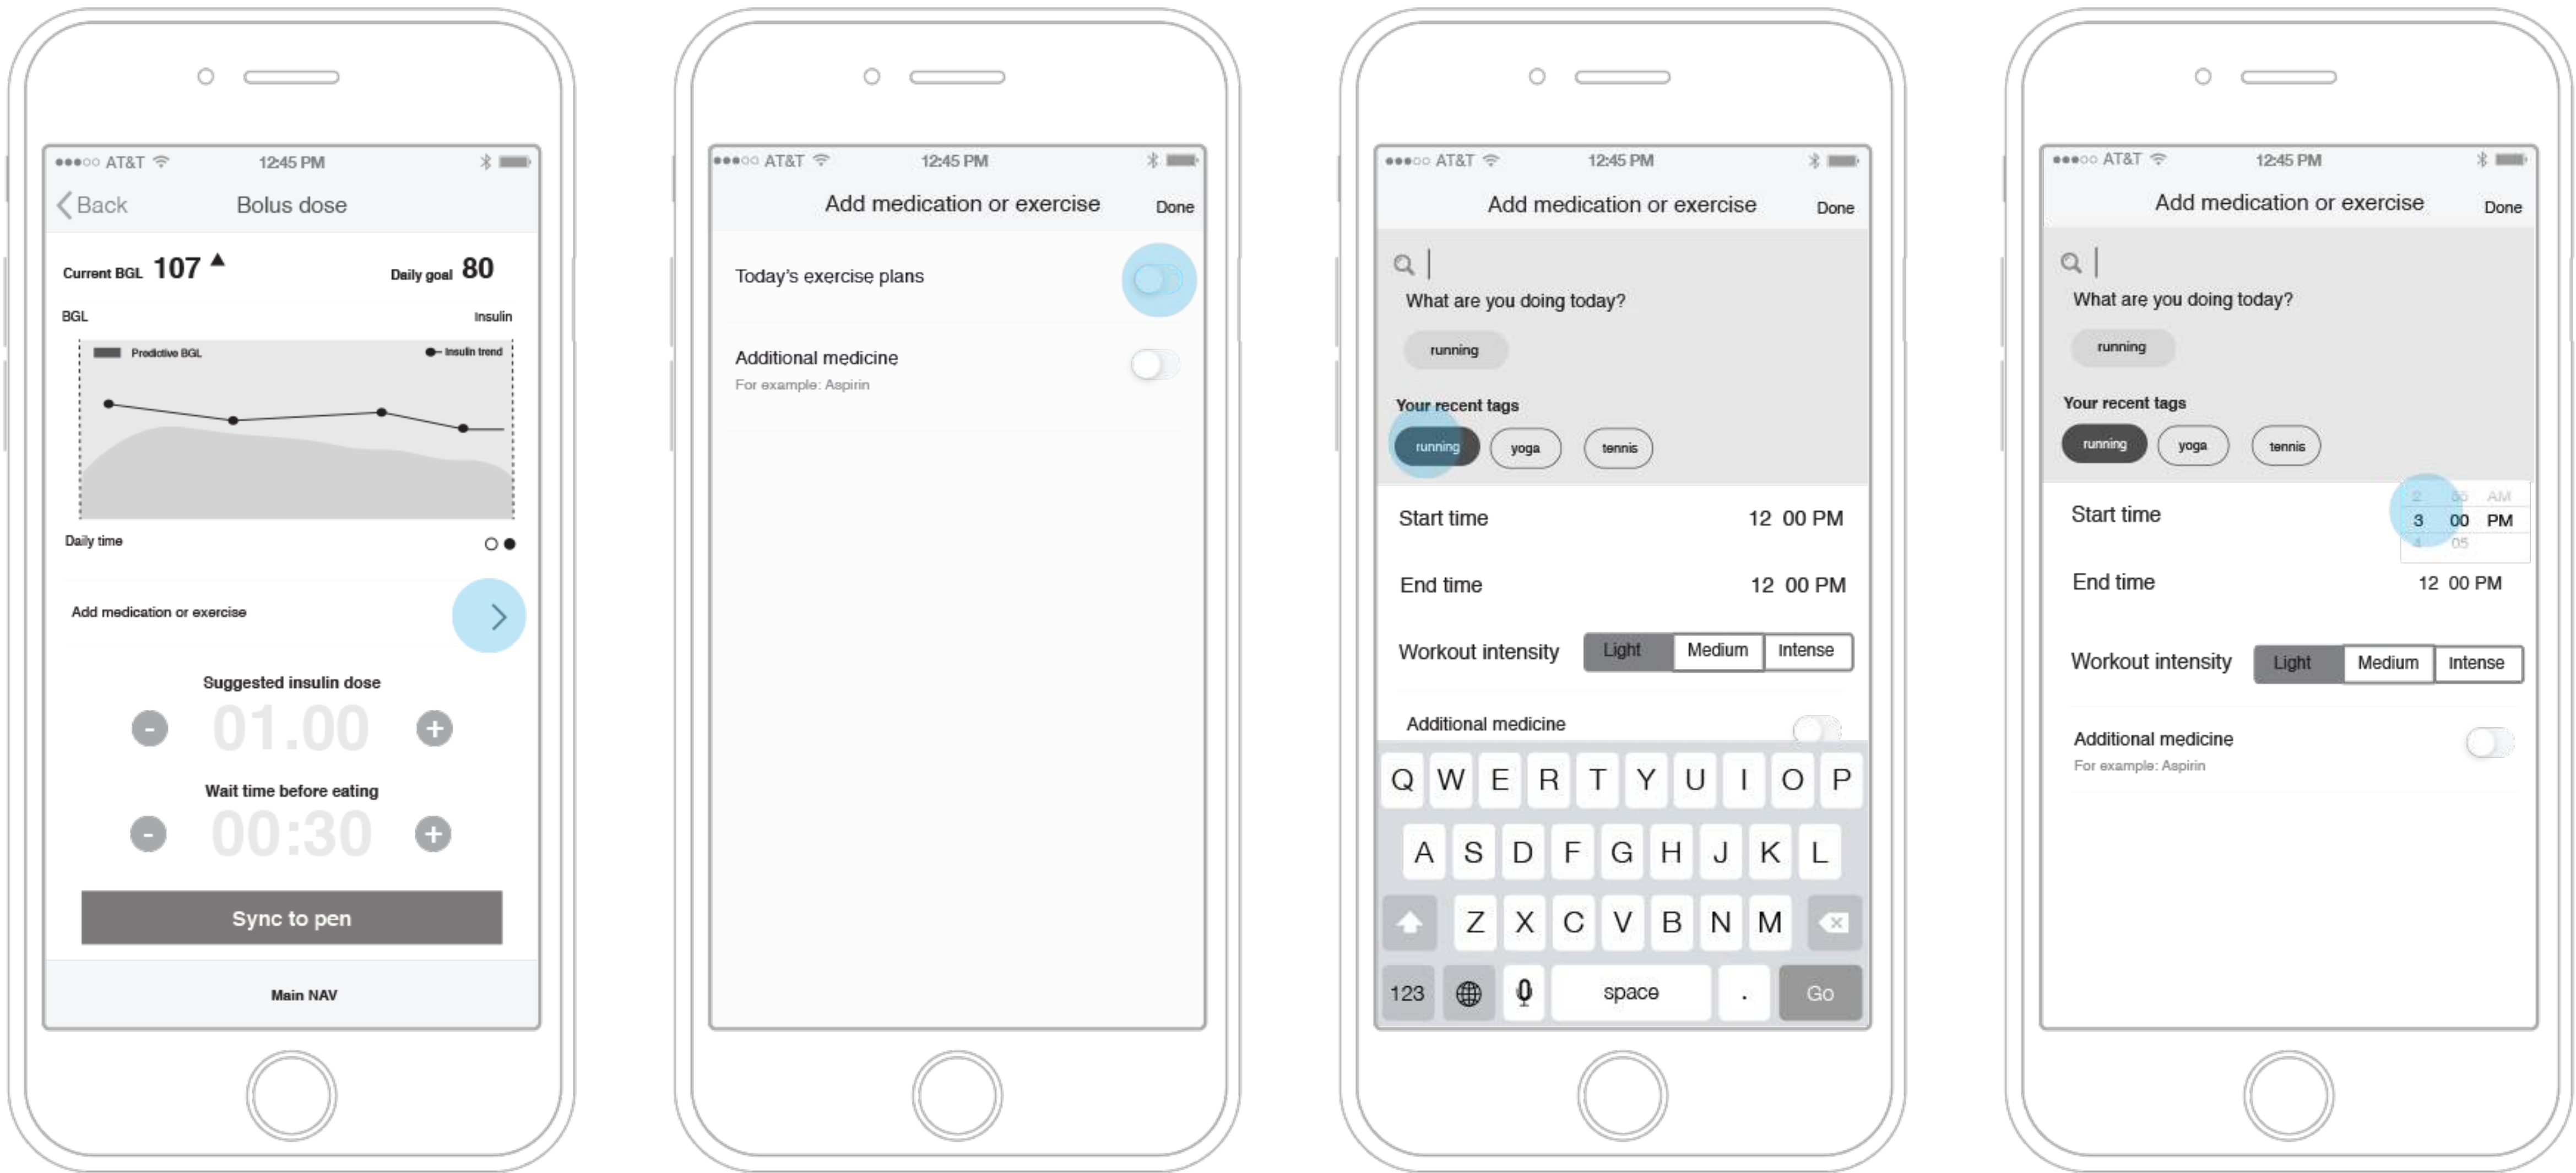 AT&T 12:45 PM
Back Bolus dose
Current BGL 107 Daily goal 80
BGL Insulin
Predictive BGL Insulin trend
Daily time
Add medication or exercise
Suggested insulin dose
- 01.00 +
Wait time before eating
- 00:30 +
Sync to pen
Main NAV
AT&T 12:45 PM
Add medication or exercise Done
Today's exercise plans
Additional medicine
For example: Aspirin
AT&T 12:45 PM
Add medication or exercise Done
What are you doing today?
running
Your recent tags
running yoga tennis
Start time 12 00 PM
End time 12 00 PM
Workout intensity Light Medium Intense
Additional medicine
Q W E R T Y U I O P
A S D F G H J K L
Z X C V B N M
123 space . Go
AT&T 12:45 PM
Add medication or exercise Done
What are you doing today?
running
Your recent tags
running yoga tennis
2 55 AM
Start time 3 00 PM
4 05
End time 12 00 PM
Workout intensity Light Medium Intense
Additional medicine
For example: Aspirin